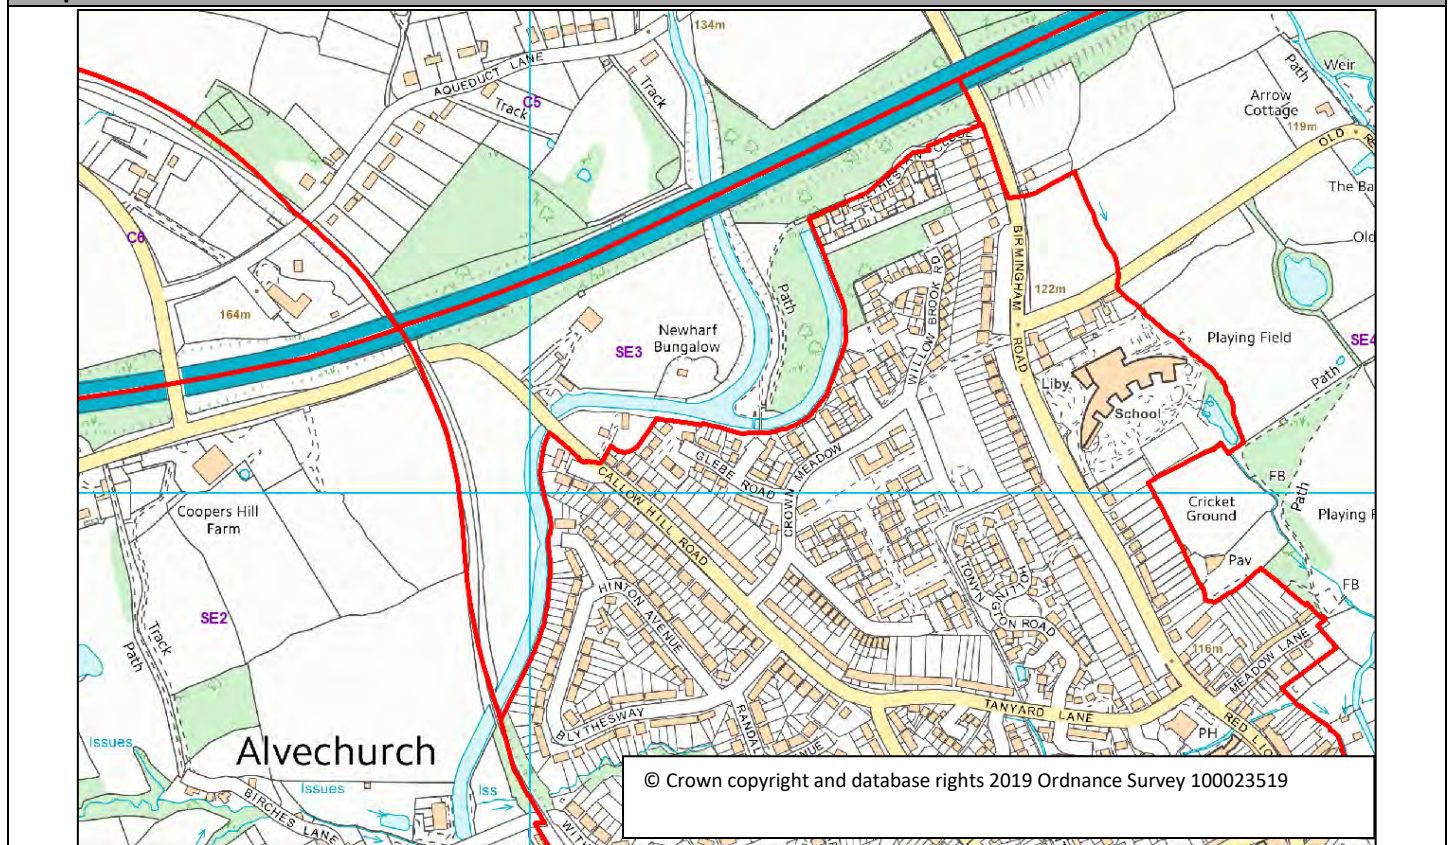 134m
AQUEDUCT LANE
Track
C5
Track
Path
Weir
Arrow
Cottage
119m
OLD
The Ba
C6
Path
BIRMINGHAM ROAD
122m
Old
164m
Newharf
Bungalow
SE3
WILLOW BROOK RD
Playing Field
SE4
Path
Liby
School
GLEBE ROAD
CROWN MEADOW
CALLOW HILL ROAD
Coopers Hill
Farm
Cricket
Ground
FB
Path
Playing F
Pav
FB
HINTON AVENUE
SE2
Track
Path
116m
MEADOW LANE
TANYARD LANE
BLYTHESWAY
RED LIO
PH
Issues
Alvechurch
Issues
Iss
BIRCHES LANE
© Crown copyright and database rights 2019 Ordnance Survey 100023519